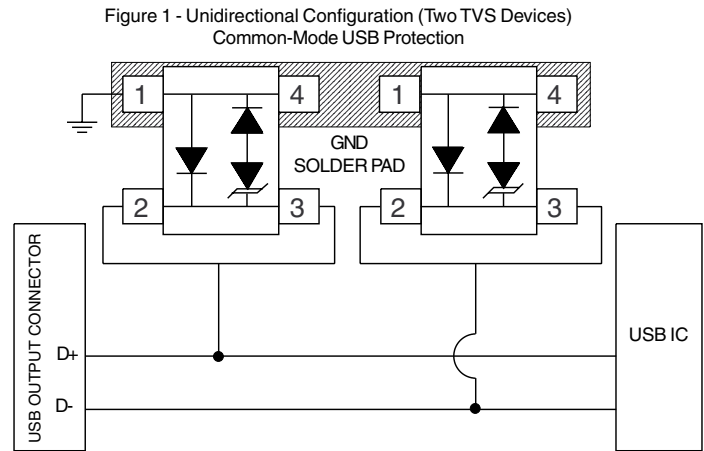 Figure 1 - Unidirectional Configuration (Two TVS Devices)
Common-Mode USB Protection
1
4
1
4
GND
SOLDER PAD
2
3
2
3
USB OUTPUT CONNECTOR
D+
D-
USB IC